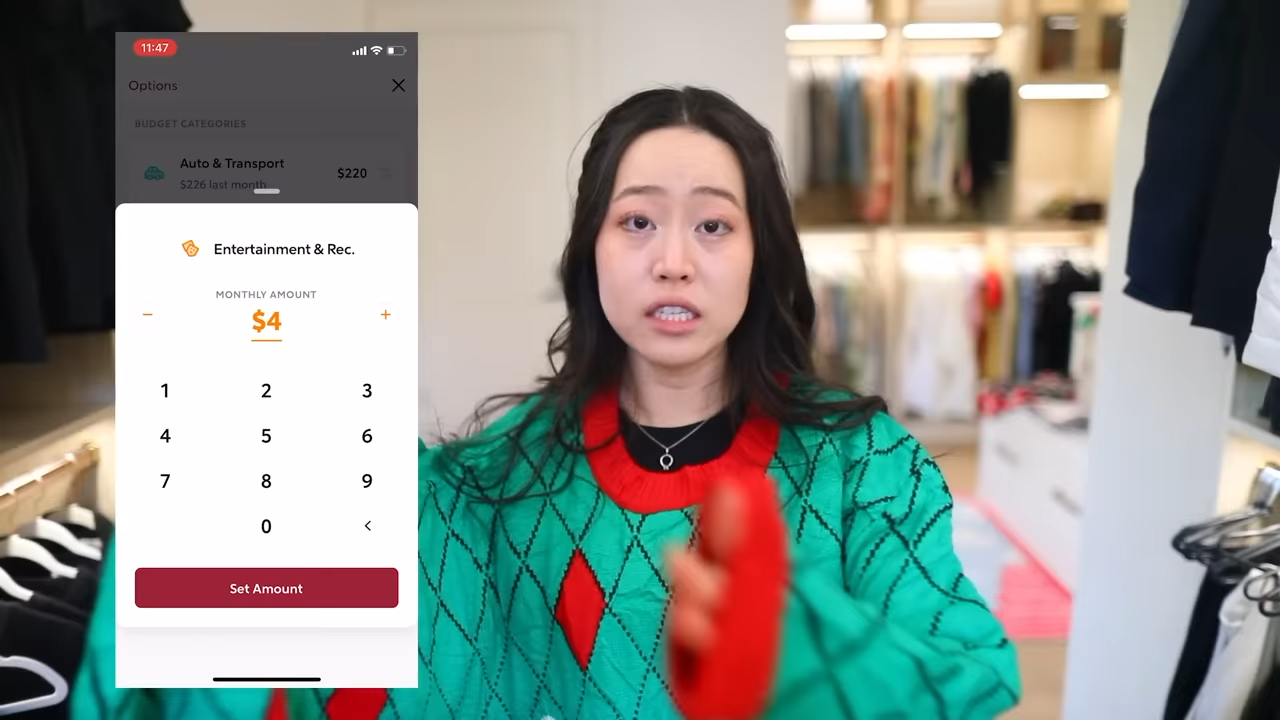 11:47
Options
BUDGET CATEGORIES
Auto & Transport
$226 last month
$220
Entertainment & Rec.
MONTHLY AMOUNT
− $4 +
1 2 3
4 5 6
7 8 9
0 <
Set Amount